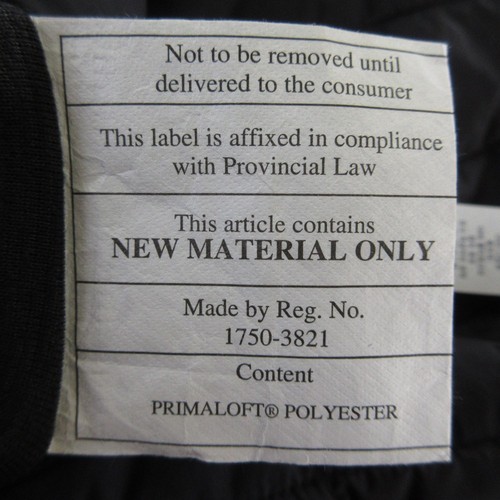 Not to be removed until
delivered to the consumer
This label is affixed in compliance
with Provincial Law
This article contains
NEW MATERIAL ONLY
Made by Reg. No.
1750-3821
Content
PRIMALOFT® POLYESTER